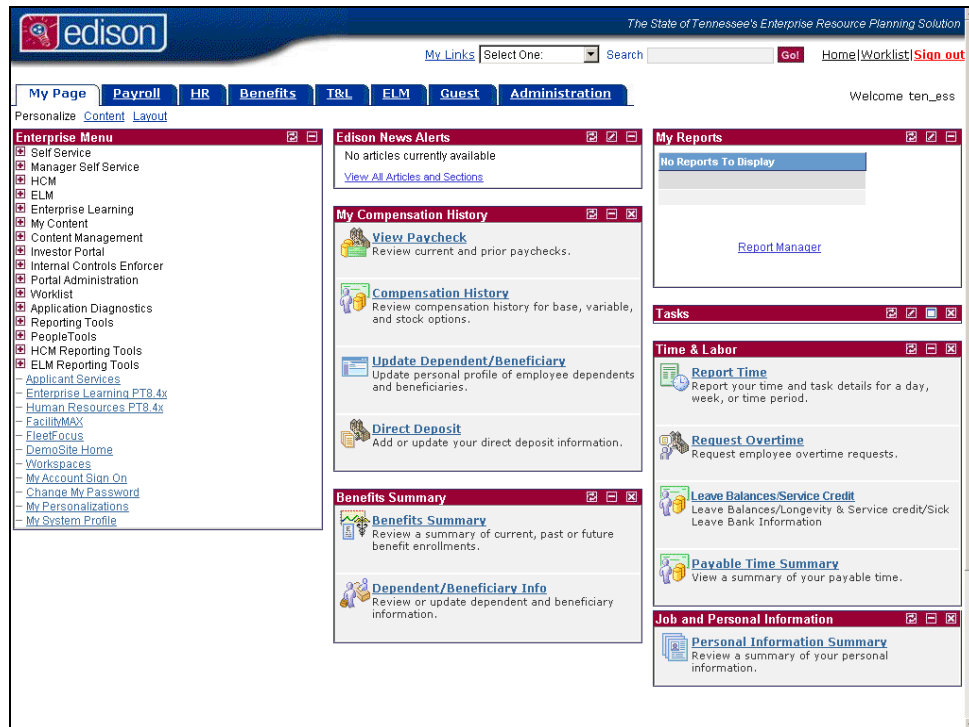 edison
The State of Tennessee's Enterprise Resource Planning Solution
My Links Select One: Search Go! Home|Worklist|Sign out
My Page Payroll HR Benefits T&L ELM Guest Administration
Welcome ten_ess
Personalize Content Layout
Enterprise Menu
Self Service
Manager Self Service
HCM
ELM
Enterprise Learning
My Content
Content Management
Investor Portal
Internal Controls Enforcer
Portal Administration
Worklist
Application Diagnostics
Reporting Tools
PeopleTools
HCM Reporting Tools
ELM Reporting Tools
Applicant Services
Enterprise Learning PT8.4x
Human Resources PT8.4x
FacilityMAX
FleetFocus
DemoSite Home
Workspaces
My Account Sign On
Change My Password
My Personalizations
My System Profile
Edison News Alerts
No articles currently available
View All Articles and Sections
My Compensation History
View Paycheck
Review current and prior paychecks.
Compensation History
Review compensation history for base, variable,
and stock options.
Update Dependent/Beneficiary
Update personal profile of employee dependents
and beneficiaries.
Direct Deposit
Add or update your direct deposit information.
Benefits Summary
Benefits Summary
Review a summary of current, past or future
benefit enrollments.
Dependent/Beneficiary Info
Review or update dependent and beneficiary
information.
My Reports
No Reports To Display
Report Manager
Tasks
Time & Labor
Report Time
Report your time and task details for a day,
week, or time period.
Request Overtime
Request employee overtime requests.
Leave Balances/Service Credit
Leave Balances/Longevity & Service credit/Sick
Leave Bank Information
Payable Time Summary
View a summary of your payable time.
Job and Personal Information
Personal Information Summary
Review a summary of your personal
information.